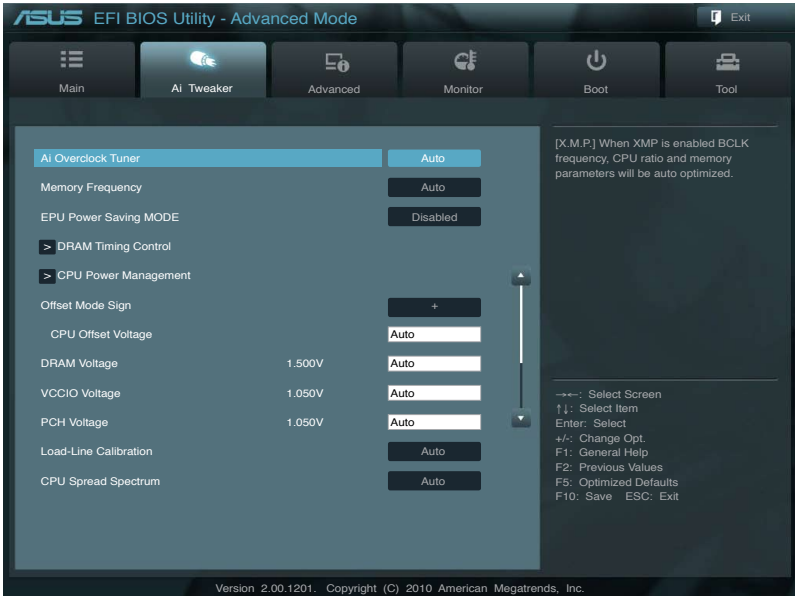 ASUS EFI BIOS Utility - Advanced Mode
Exit
Main
Ai Tweaker
Advanced
Monitor
Boot
Tool
Ai Overclock Tuner Auto
Memory Frequency Auto
EPU Power Saving MODE Disabled
> DRAM Timing Control
> CPU Power Management
Offset Mode Sign +
CPU Offset Voltage Auto
DRAM Voltage 1.500V Auto
VCCIO Voltage 1.050V Auto
PCH Voltage 1.050V Auto
Load-Line Calibration Auto
CPU Spread Spectrum Auto
[X.M.P.] When XMP is enabled BCLK
frequency, CPU ratio and memory
parameters will be auto optimized.
→←: Select Screen
↑↓: Select Item
Enter: Select
+/-: Change Opt.
F1: General Help
F2: Previous Values
F5: Optimized Defaults
F10: Save ESC: Exit
Version 2.00.1201. Copyright (C) 2010 American Megatrends, Inc.